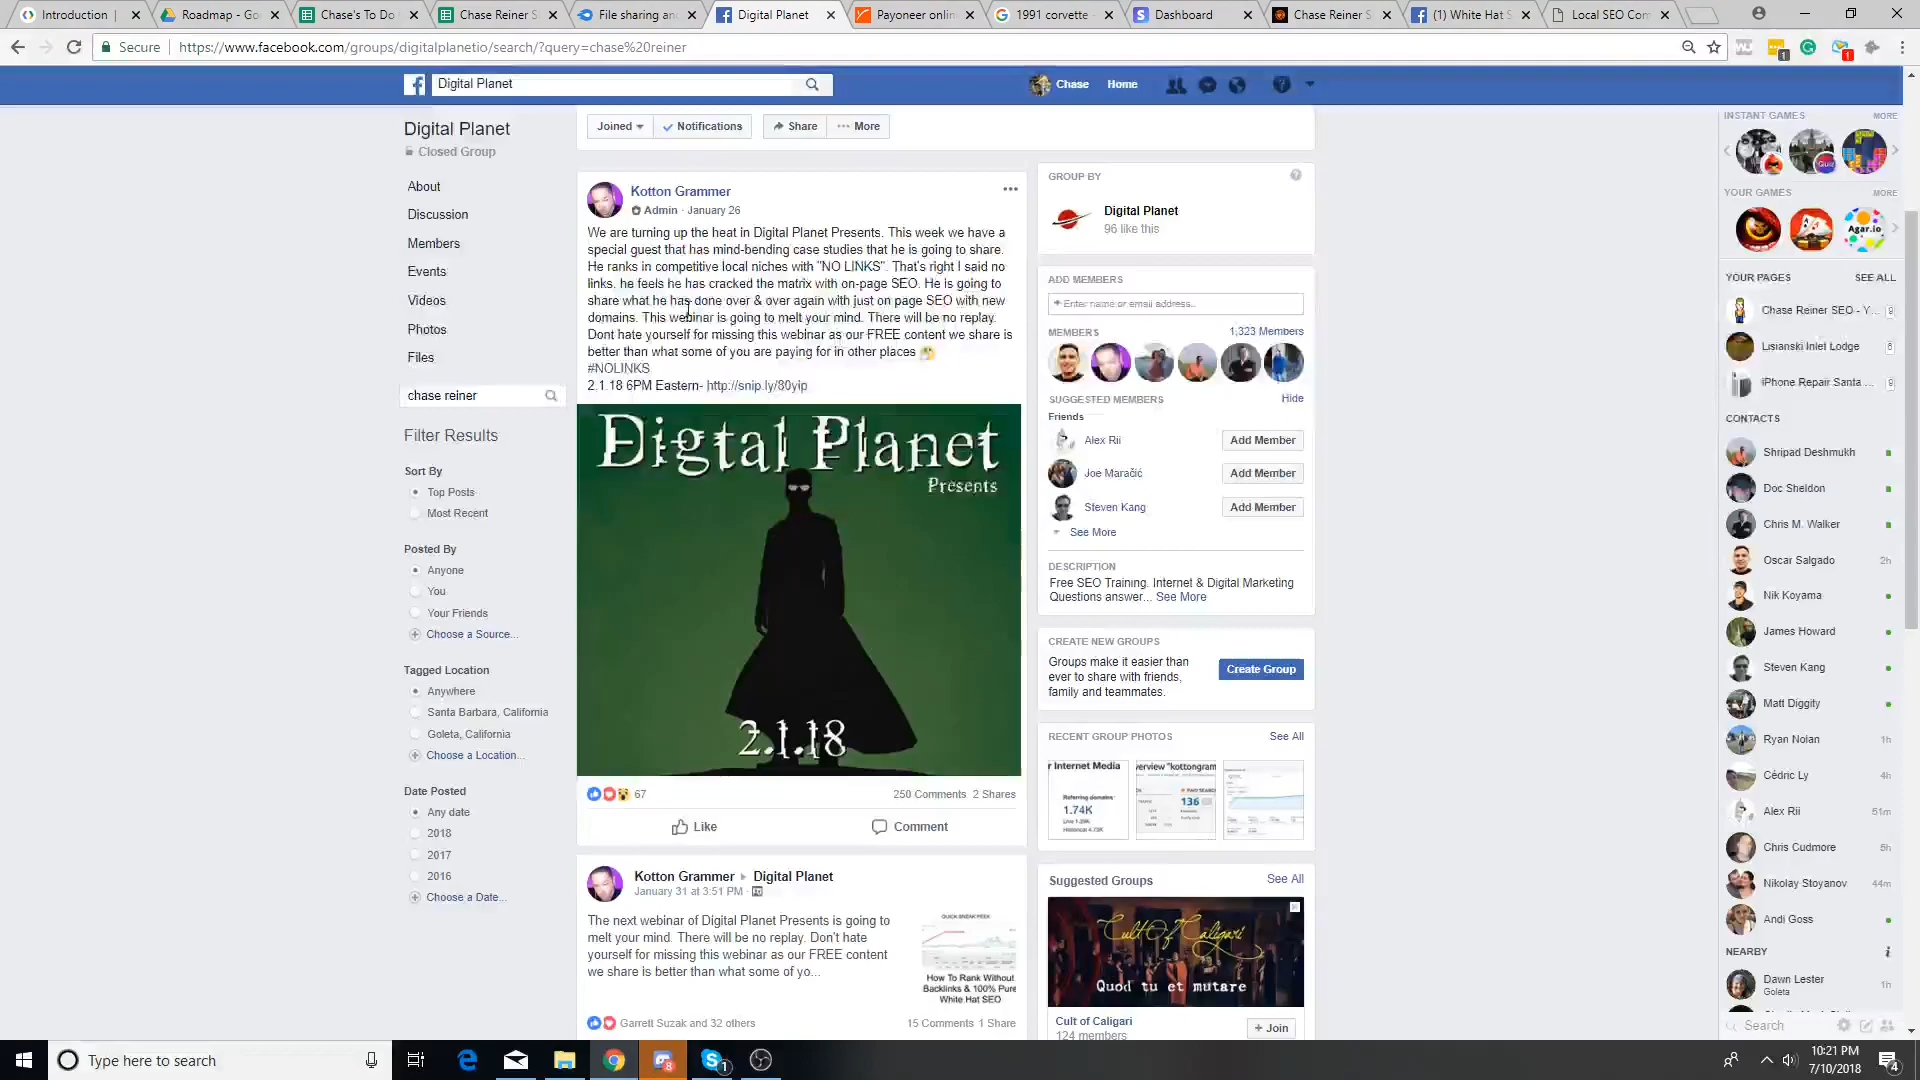 Introduction |
Roadmap - Go
Chase's To Do
Chase Reiner S
File sharing an
Digital Planet
Payoneer onlin
1991 corvette -
Dashboard
Chase Reiner S
(1) White Hat S
Local SEO Com
Secure | https://www.facebook.com/groups/digitalplanetio/search/?query=chase%20reiner
Digital Planet
Chase Home
Digital Planet
Closed Group
About
Discussion
Members
Events
Videos
Photos
Files
chase reiner
Filter Results
Sort By
Top Posts
Most Recent
Posted By
Anyone
You
Your Friends
Choose a Source...
Tagged Location
Anywhere
Santa Barbara, California
Goleta, California
Choose a Location...
Date Posted
Any date
2018
2017
2016
Choose a Date...
Joined
Notifications
Share
More
Kotton Grammer
Admin · January 26
We are turning up the heat in Digital Planet Presents. This week we have a
special guest that has mind-bending case studies that he is going to share.
He ranks in competitive local niches with "NO LINKS". That's right I said no
links. he feels he has cracked the matrix with on-page SEO. He is going to
share what he has done over & over again with just on page SEO with new
domains. This webinar is going to melt your mind. There will be no replay.
Dont hate yourself for missing this webinar as our FREE content we share is
better than what some of you are paying for in other places
#NOLINKS
2.1.18 6PM Eastern- http://snip.ly/80yip
Digtal Planet
Presents
2.1.18
67
250 Comments 2 Shares
Like
Comment
Kotton Grammer ▸ Digital Planet
January 31 at 3:51 PM ·
The next webinar of Digital Planet Presents is going to
melt your mind. There will be no replay. Don't hate
yourself for missing this webinar as our FREE content
we share is better than what some of yo...
QUICK SNEAK PEEK
How To Rank Without
Backlinks & 100% Pure
White Hat SEO
Garrett Suzak and 32 others
15 Comments 1 Share
GROUP BY
Digital Planet
96 like this
ADD MEMBERS
+ Enter name or email address...
MEMBERS
1,323 Members
SUGGESTED MEMBERS
Hide
Friends
Alex Rii
Add Member
Joe Maračić
Add Member
Steven Kang
Add Member
See More
DESCRIPTION
Free SEO Training. Internet & Digital Marketing
Questions answer... See More
CREATE NEW GROUPS
Groups make it easier than
ever to share with friends,
family and teammates.
Create Group
RECENT GROUP PHOTOS
See All
r Internet Media
Referring domains
1.74K
verview "kottongram
136
Suggested Groups
See All
Cult Of Caligari
Quod tu et mutare
Cult of Caligari
124 members
+ Join
INSTANT GAMES
MORE
YOUR GAMES
MORE
Agar.io
YOUR PAGES
SEE ALL
Chase Reiner SEO - Y...
9
Lisianski Inlet Lodge
6
iPhone Repair Santa ...
9
CONTACTS
Shripad Deshmukh
Doc Sheldon
Chris M. Walker
Oscar Salgado 2h
Nik Koyama
James Howard
Steven Kang
Matt Diggity
Ryan Nolan 1h
Cédric Ly 4h
Alex Rii 51m
Chris Cudmore 5h
Nikolay Stoyanov 44m
Andi Goss
NEARBY
Dawn Lester 1h
Goleta
Search
Type here to search
10:21 PM
7/10/2018